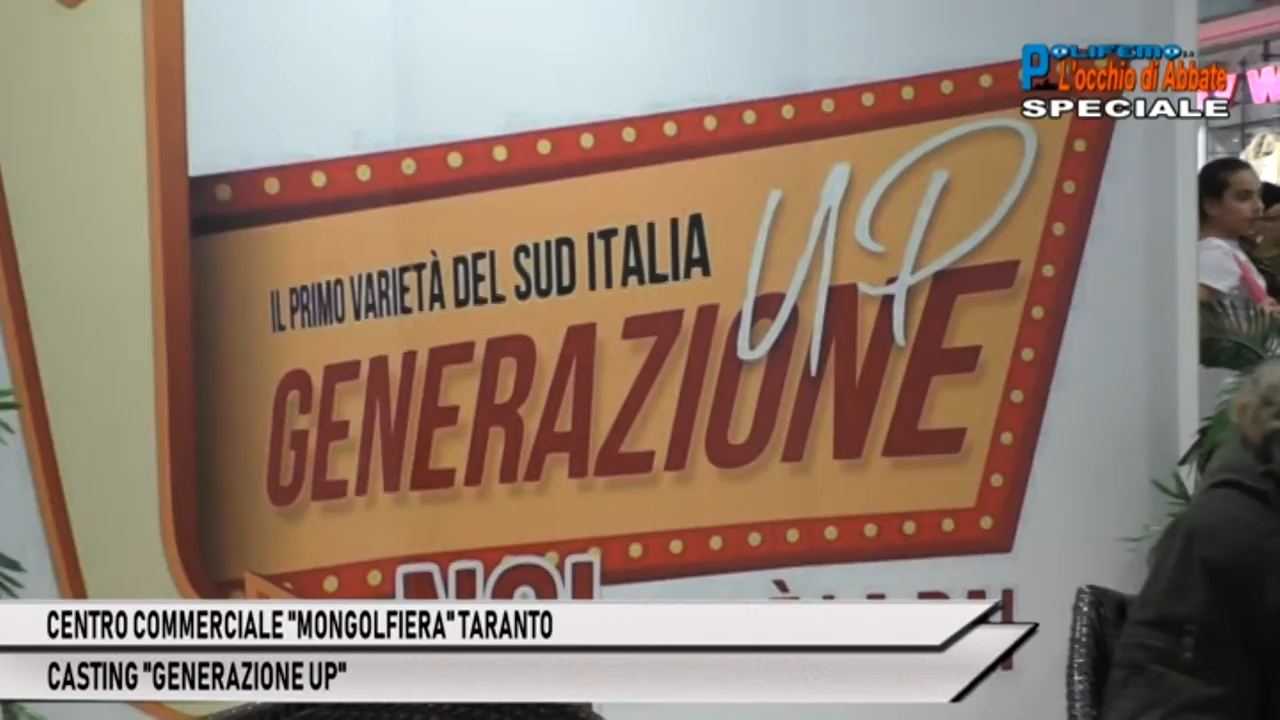 POLIFEMO
L'occhio di Abbate
SPECIALE
IL PRIMO VARIETÀ DEL SUD ITALIA
GENERAZIONE UP
NOI
CENTRO COMMERCIALE "MONGOLFIERA" TARANTO
CASTING "GENERAZIONE UP"